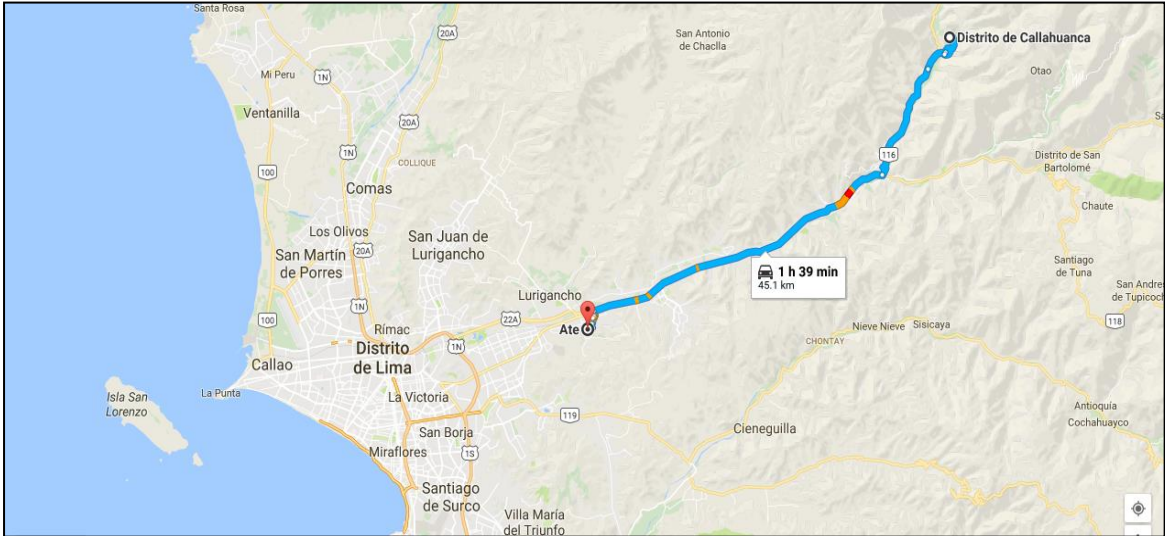 Santa Rosa
20A
San Antonio
de Chaclla
Distrito de Callahuanca
Mi Peru
1N
Otao
Ventanilla
20A
100
1N
COLLIQUE
116
Distrito de San
Bartolomé
Comas
Chaute
Los Olivos
San Juan de
Lurigancho
San Martín
de Porres
20A
Santiago
de Tuna
1 h 39 min
45.1 km
San Andres
de Tupicoch
Lurigancho
1N
100
22A
Ate
118
Rímac
Nieve Nieve
Sisicaya
Distrito
de Lima
1N
CHONTAY
Callao
La Punta
Isla San
Lorenzo
La Victoria
119
Antioquía
Cochahuayco
San Borja
Cieneguilla
Miraflores
1S
Santiago
de Surco
Villa María
del Triunfo